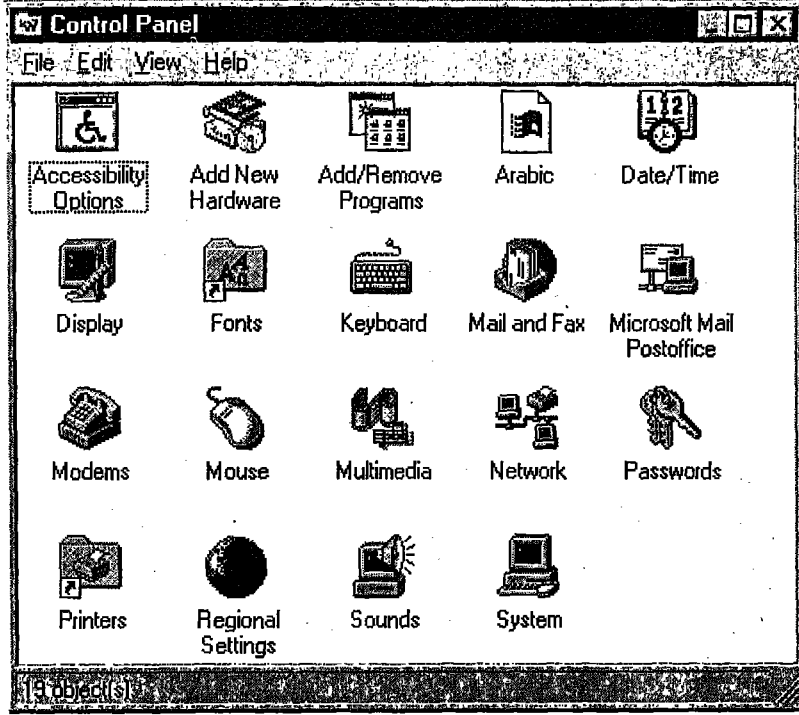 Control Panel
File Edit View Help
Accessibility Options
Add New Hardware
Add/Remove Programs
Arabic
Date/Time
Display
Fonts
Keyboard
Mail and Fax
Microsoft Mail Postoffice
Modems
Mouse
Multimedia
Network
Passwords
Printers
Regional Settings
Sounds
System
19 object(s)